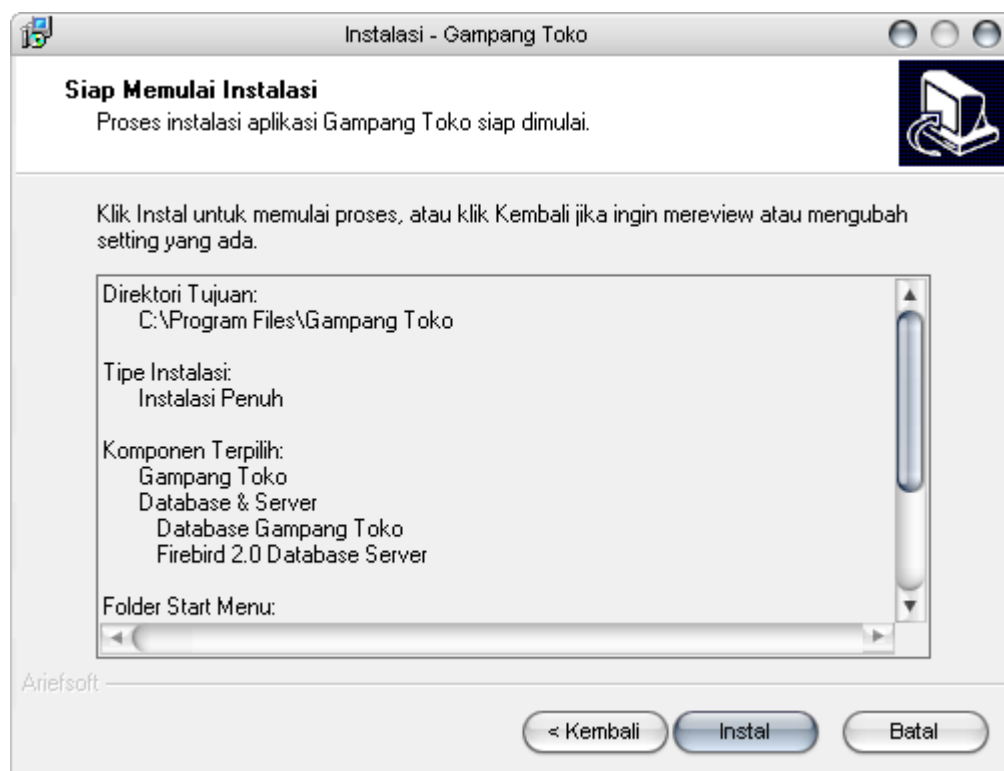 Instalasi - Gampang Toko
Siap Memulai Instalasi
Proses instalasi aplikasi Gampang Toko siap dimulai.
Klik Instal untuk memulai proses, atau klik Kembali jika ingin mereview atau mengubah
setting yang ada.
Direktori Tujuan:
C:\Program Files\Gampang Toko
Tipe Instalasi:
Instalasi Penuh
Komponen Terpilih:
Gampang Toko
Database & Server
Database Gampang Toko
Firebird 2.0 Database Server
Folder Start Menu:
Ariefsoft
< Kembali
Instal
Batal